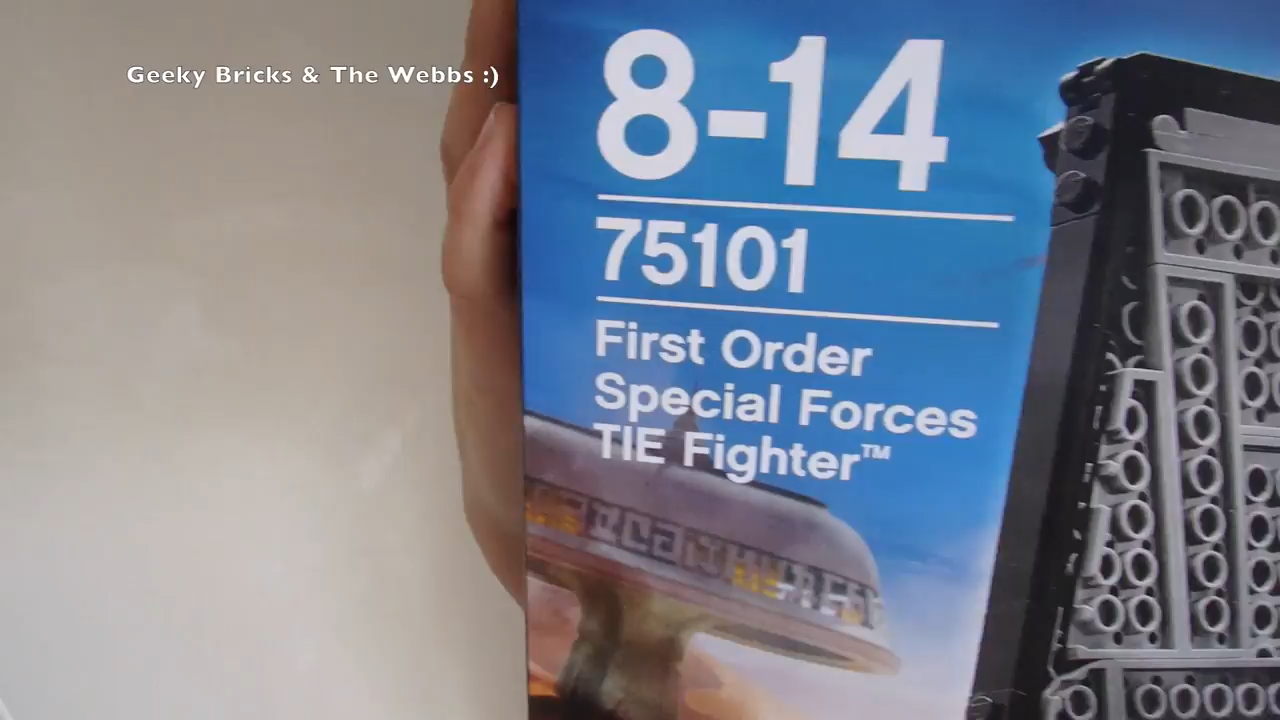 Geeky Bricks & The Webbs :)
8-14
75101
First Order
Special Forces
TIE Fighter™